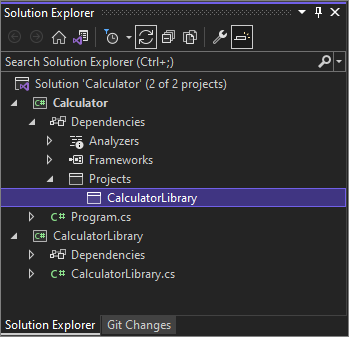 Solution Explorer
Search Solution Explorer (Ctrl+;)
Solution 'Calculator' (2 of 2 projects)
C# Calculator
Dependencies
Analyzers
Frameworks
Projects
CalculatorLibrary
C# Program.cs
C# CalculatorLibrary
Dependencies
C# CalculatorLibrary.cs
Solution Explorer Git Changes